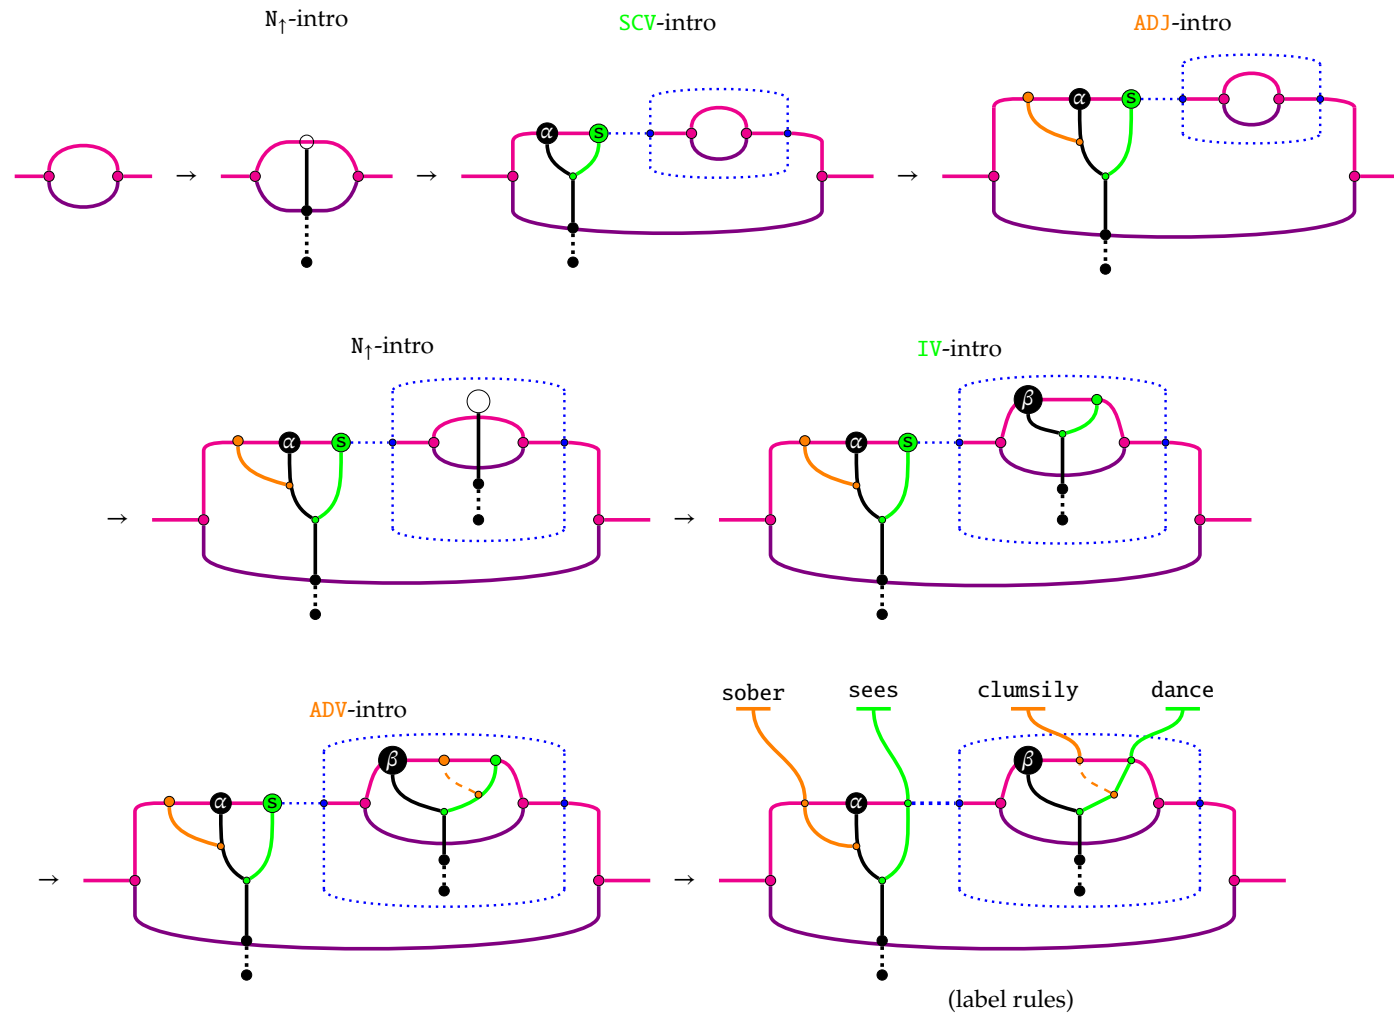 N↑-intro
SCV-intro
ADJ-intro
α S
α S
→ → →
N↑-intro
IV-intro
α S
β
α S
→ →
sober sees clumsily dance
ADV-intro
β
α S
β
α
→ →
(label rules)